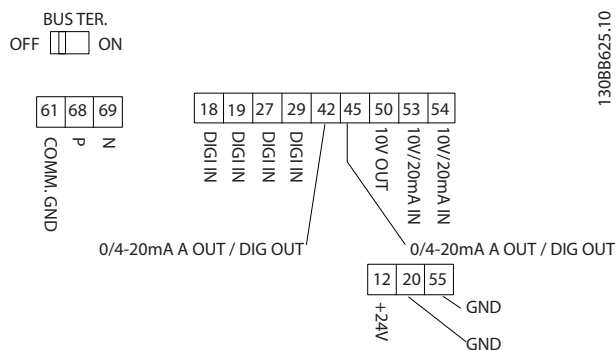 BUS TER.
OFF ON
130BB625.10
61 68 69
COMM. GND
P
N
18 19 27 29 42 45 50 53 54
DIGI IN
DIGI IN
DIGI IN
DIGI IN
10V OUT
10V/20mA IN
10V/20mA IN
0/4-20mA A OUT / DIG OUT
0/4-20mA A OUT / DIG OUT
12 20 55
+24V
GND
GND